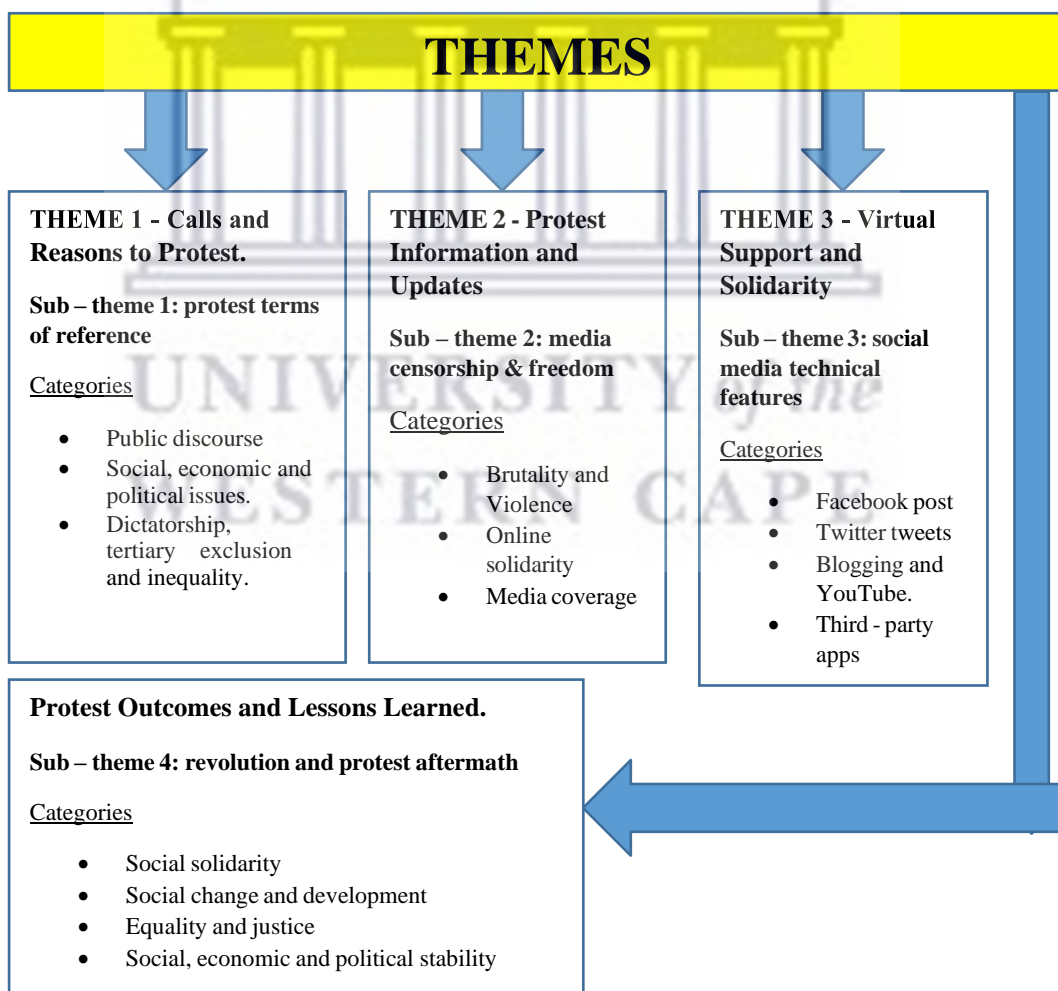 THEMES
THEME 1 - Calls and
Reasons to Protest.
Sub – theme 1: protest terms
of reference
Categories
• Public discourse
• Social, economic and
political issues.
• Dictatorship,
tertiary exclusion
and inequality.
THEME 2 - Protest
Information and
Updates
Sub – theme 2: media
censorship & freedom
Categories
• Brutality and
Violence
• Online
solidarity
• Media coverage
THEME 3 - Virtual
Support and
Solidarity
Sub – theme 3: social
media technical
features
Categories
• Facebook post
• Twitter tweets
• Blogging and
YouTube.
• Third - party
apps
Protest Outcomes and Lessons Learned.
Sub – theme 4: revolution and protest aftermath
Categories
• Social solidarity
• Social change and development
• Equality and justice
• Social, economic and political stability
UNIVERSITY of the
WESTERN CAPE